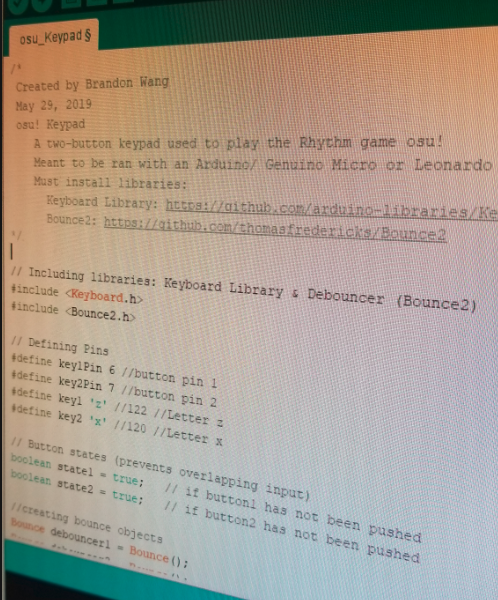 osu_Keypad §
/*
Created by Brandon Wang
May 29, 2019
osu! Keypad
A two-button keypad used to play the Rhythm game osu!
Meant to be ran with an Arduino/ Genuino Micro or Leonardo
Must install libraries:
Keyboard Library: https://github.com/arduino-libraries/Ke
Bounce2: https://github.com/thomasfredericks/Bounce2
*/
// Including libraries: Keyboard Library & Debouncer (Bounce2)
#include <Keyboard.h>
#include <Bounce2.h>
// Defining Pins
#define key1Pin 6 //button pin 1
#define key2Pin 7 //button pin 2
#define key1 'z' //122 //Letter z
#define key2 'x' //120 //Letter x
// Button states (prevents overlapping input)
boolean state1 = true; // if button1 has not been pushed
boolean state2 = true; // if button2 has not been pushed
//creating bounce objects
Bounce debouncer1 = Bounce();